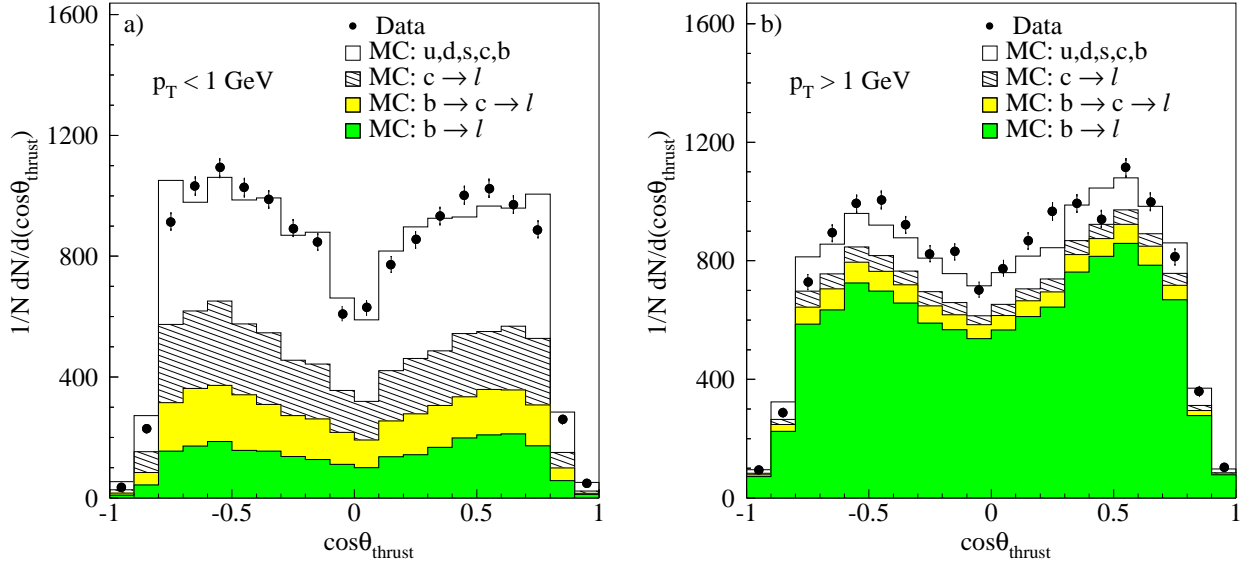 a)
Data
MC: u,d,s,c,b
MC: c → l
MC: b → c → l
MC: b → l
p_T < 1 GeV
1/N dN/d(cosθ_thrust)
1600
1200
800
400
0
-1 -0.5 0 0.5 1
cosθ_thrust
b)
Data
MC: u,d,s,c,b
MC: c → l
MC: b → c → l
MC: b → l
p_T > 1 GeV
1/N dN/d(cosθ_thrust)
1600
1200
800
400
0
-1 -0.5 0 0.5 1
cosθ_thrust